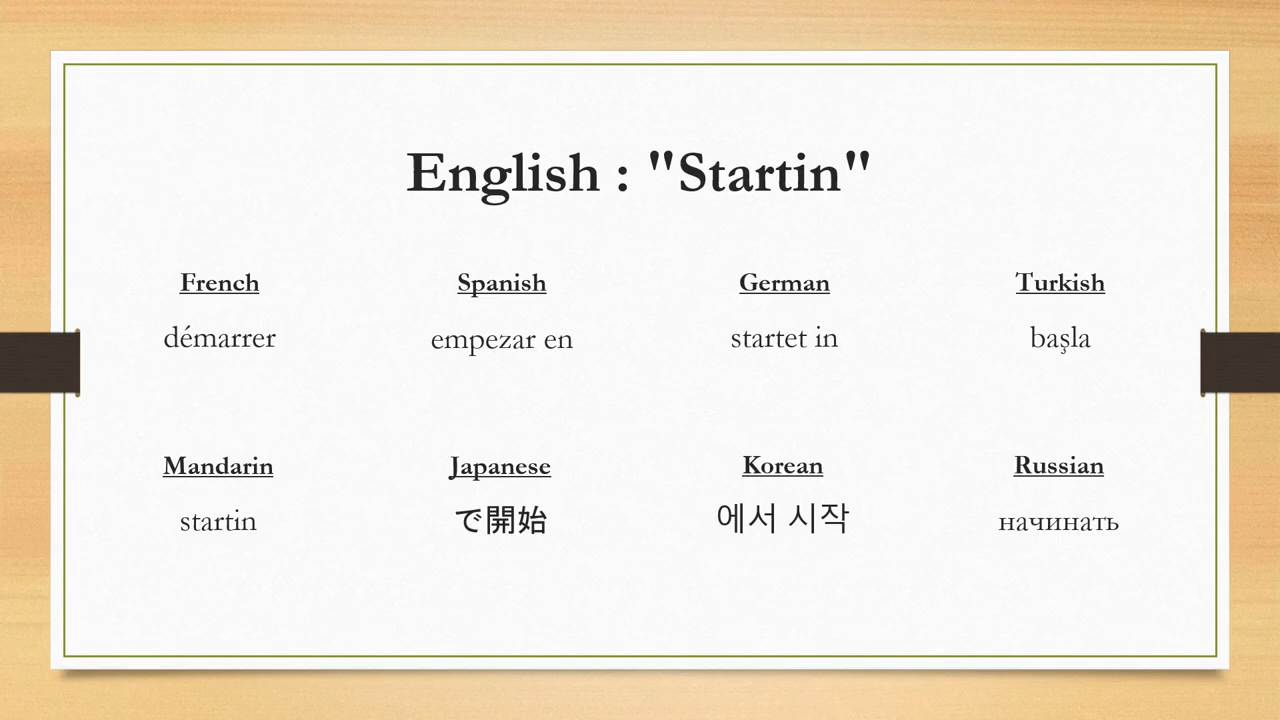 English : "Startin"
French
Spanish
German
Turkish
démarrer
empezar en
startet in
başla
Mandarin
Japanese
Korean
Russian
startin
で開始
에서 시작
начинать